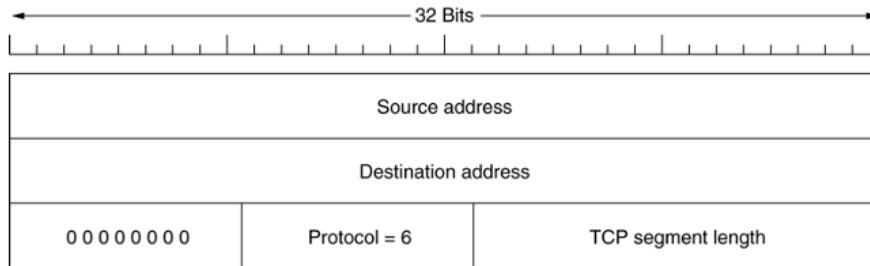 32 Bits
Source address
Destination address
0 0 0 0 0 0 0 0 Protocol = 6 TCP segment length